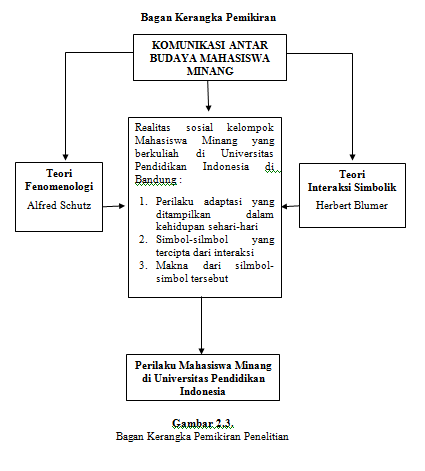 Bagan Kerangka Pemikiran
KOMUNIKASI ANTAR
BUDAYA MAHASISWA
MINANG
Realitas sosial kelompok
Mahasiswa Minang yang
berkuliah di Universitas
Pendidikan Indonesia di
Bandung :
1. Perilaku adaptasi yang
ditampilkan dalam
kehidupan sehari-hari
2. Simbol-silmbol yang
tercipta dari interaksi
3. Makna dari silmbol-
simbol tersebut
Teori
Fenomenologi
Alfred Schutz
Teori
Interaksi Simbolik
Herbert Blumer
Perilaku Mahasiswa Minang
di Universitas Pendidikan
Indonesia
Gambar 2.3.
Bagan Kerangka Pemikiran Penelitian